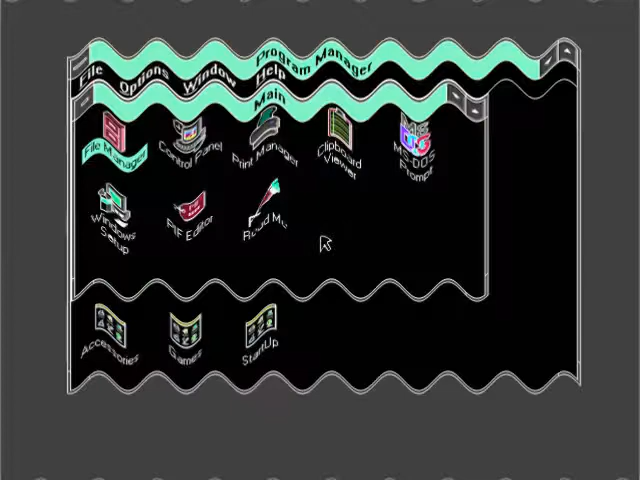 Program Manager
File Options Window Help
Main
File Manager
Control Panel
Print Manager
Clipboard
Viewer
MS-DOS
Prompt
Windows
Setup
PIF Editor
Read Me
Accessories
Games
StartUp